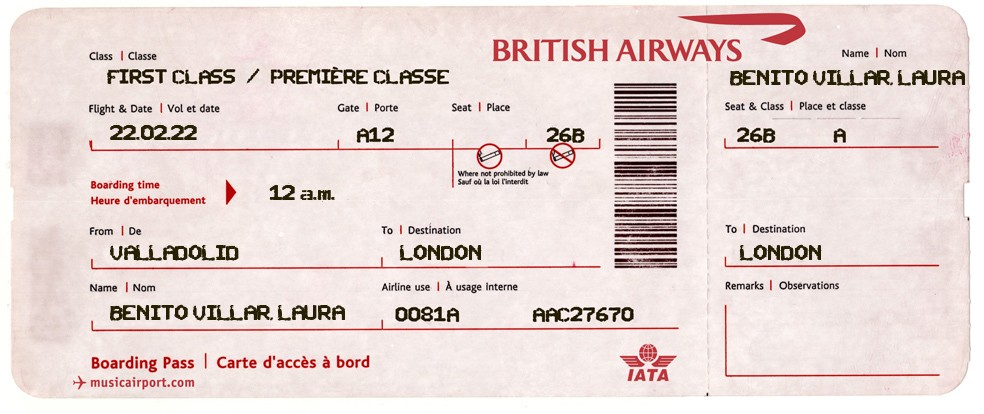 BRITISH AIRWAYS
Class | Classe
FIRST CLASS / PREMIÈRE CLASSE
Flight & Date | Vol et date
22.02.22
Gate | Porte
A12
Seat | Place
26B
Where not prohibited by law
Sauf où la loi l'interdit
Boarding time
Heure d'embarquement
12 a.m.
From | De
VALLADOLID
To | Destination
LONDON
Name | Nom
BENITO VILLAR, LAURA
Airline use | À usage interne
0081A AAC27670
Boarding Pass | Carte d'accès à bord
musicairport.com
IATA
Name | Nom
BENITO VILLAR, LAURA
Seat & Class | Place et classe
26B A
To | Destination
LONDON
Remarks | Observations